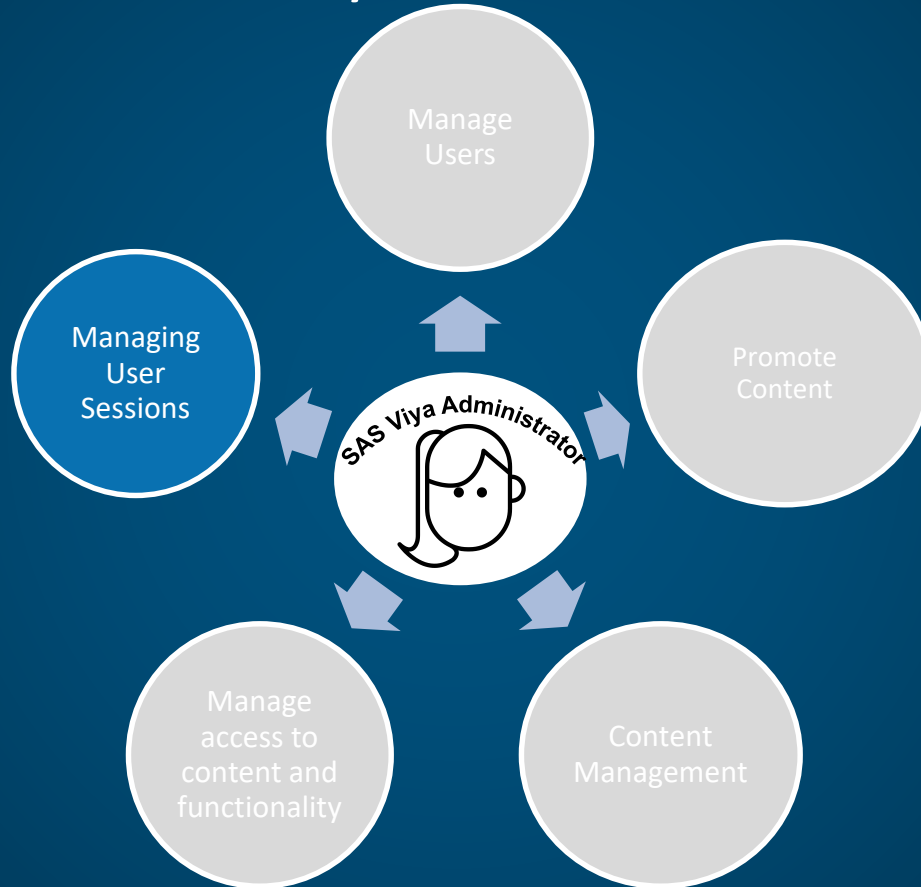 Manage
Users
Managing
User
Sessions
Promote
Content
SAS Viya Administrator
Manage
access to
content and
functionality
Content
Management